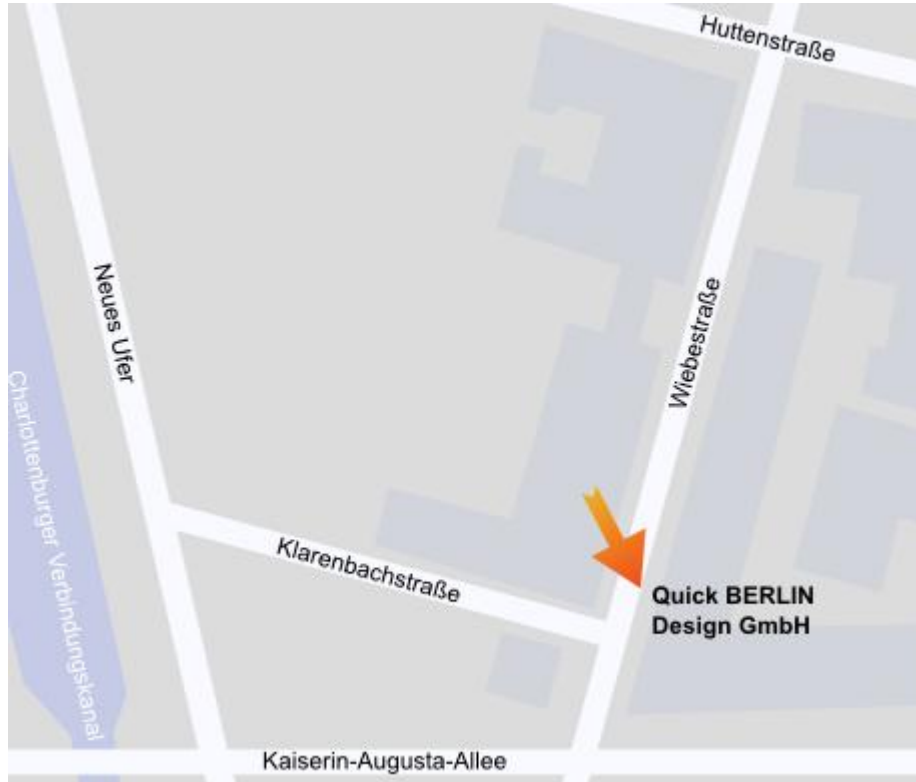 Huttenstraße
Neues Ufer
Wiebestraße
Charlottenburger Verbindungskanal
Klarenbachstraße
Quick BERLIN
Design GmbH
Kaiserin-Augusta-Allee